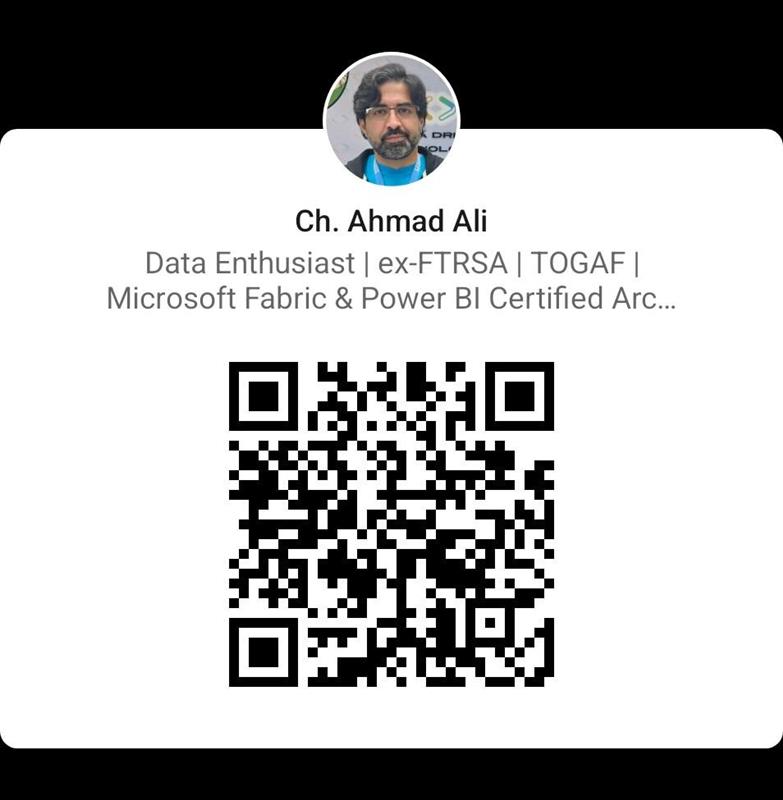 Ch. Ahmad Ali
Data Enthusiast | ex-FTRSA | TOGAF |
Microsoft Fabric & Power BI Certified Arc...